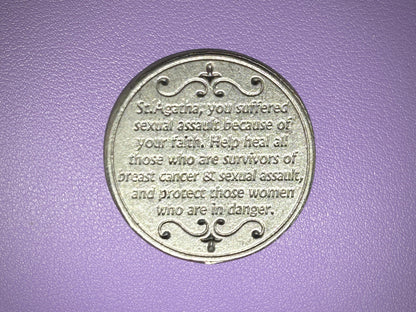 St.Agatha, you suffered
sexual assault because of
your faith. Help heal all
those who are survivors of
breast cancer & sexual assault,
and protect those women
who are in danger.